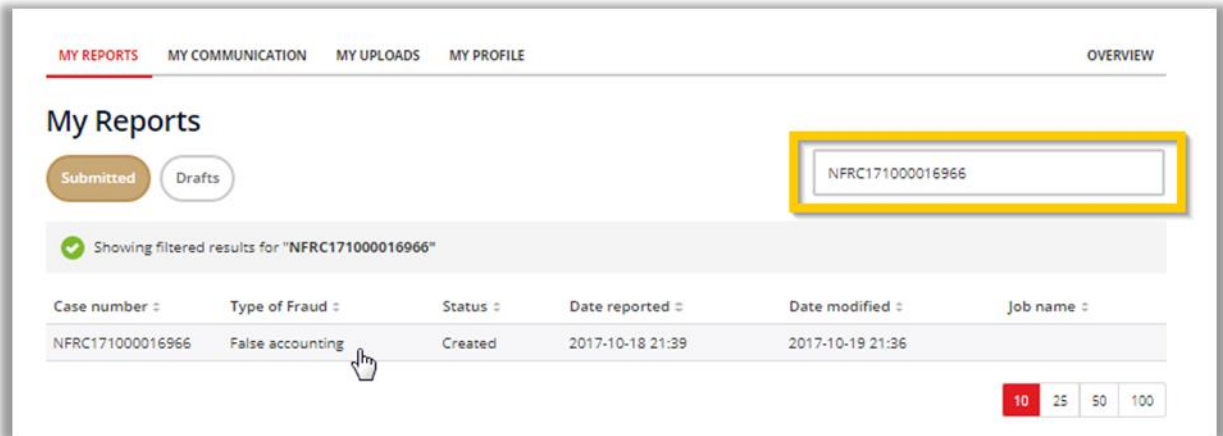 MY REPORTS MY COMMUNICATION MY UPLOADS MY PROFILE OVERVIEW
My Reports
Submitted Drafts NFRC171000016966
Showing filtered results for "NFRC171000016966"
Case number Type of Fraud Status Date reported Date modified Job name
NFRC171000016966 False accounting Created 2017-10-18 21:39 2017-10-19 21:36
10 25 50 100